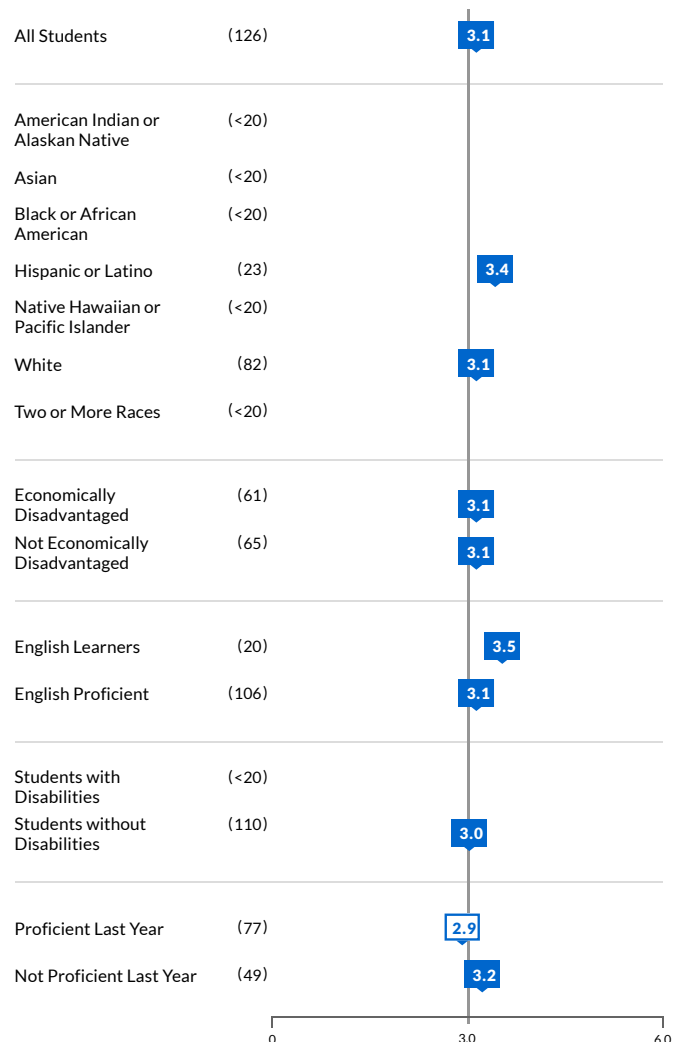 All Students (126) 3.1
American Indian or (<20)
Alaskan Native
Asian (<20)
Black or African (<20)
American
Hispanic or Latino (23) 3.4
Native Hawaiian or (<20)
Pacific Islander
White (82) 3.1
Two or More Races (<20)
Economically (61) 3.1
Disadvantaged
Not Economically (65) 3.1
Disadvantaged
English Learners (20) 3.5
English Proficient (106) 3.1
Students with (<20)
Disabilities
Students without (110) 3.0
Disabilities
Proficient Last Year (77) 2.9
Not Proficient Last Year (49) 3.2
0 3.0 6.0